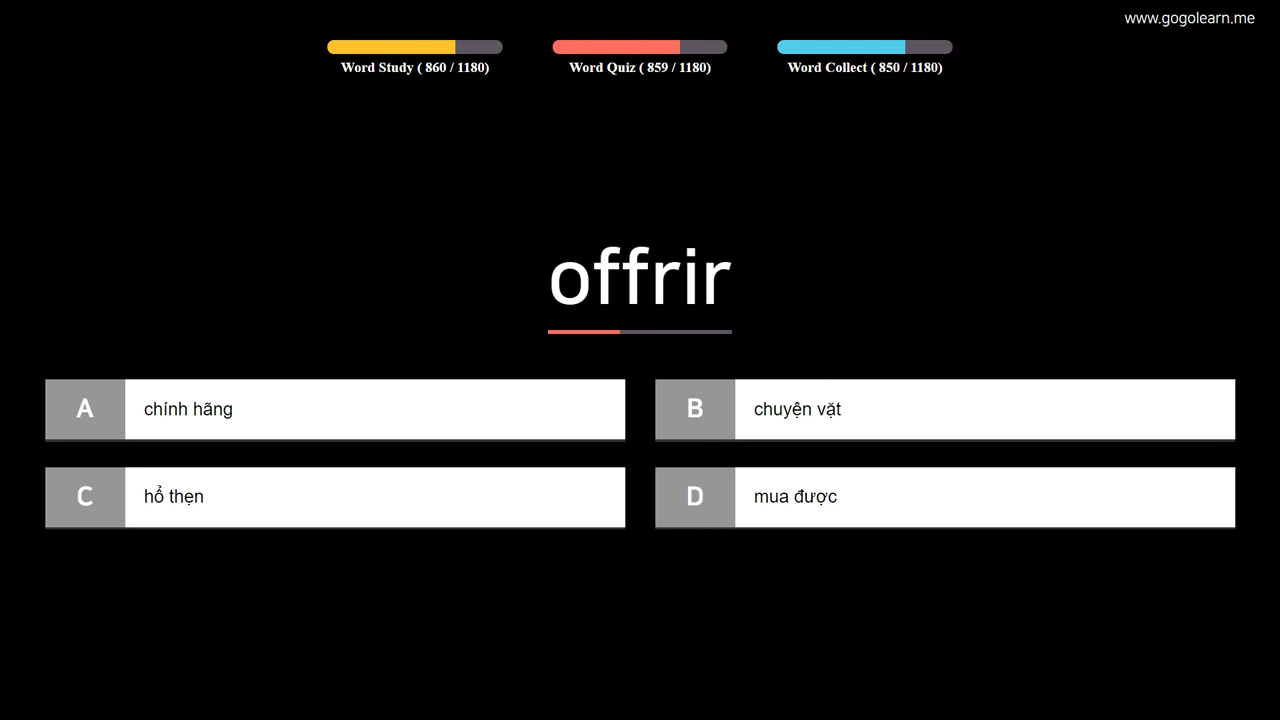 www.gogolearn.me
Word Study ( 860 / 1180)
Word Quiz ( 859 / 1180)
Word Collect ( 850 / 1180)
offrir
A chính hãng
B chuyện vặt
C hổ thẹn
D mua được